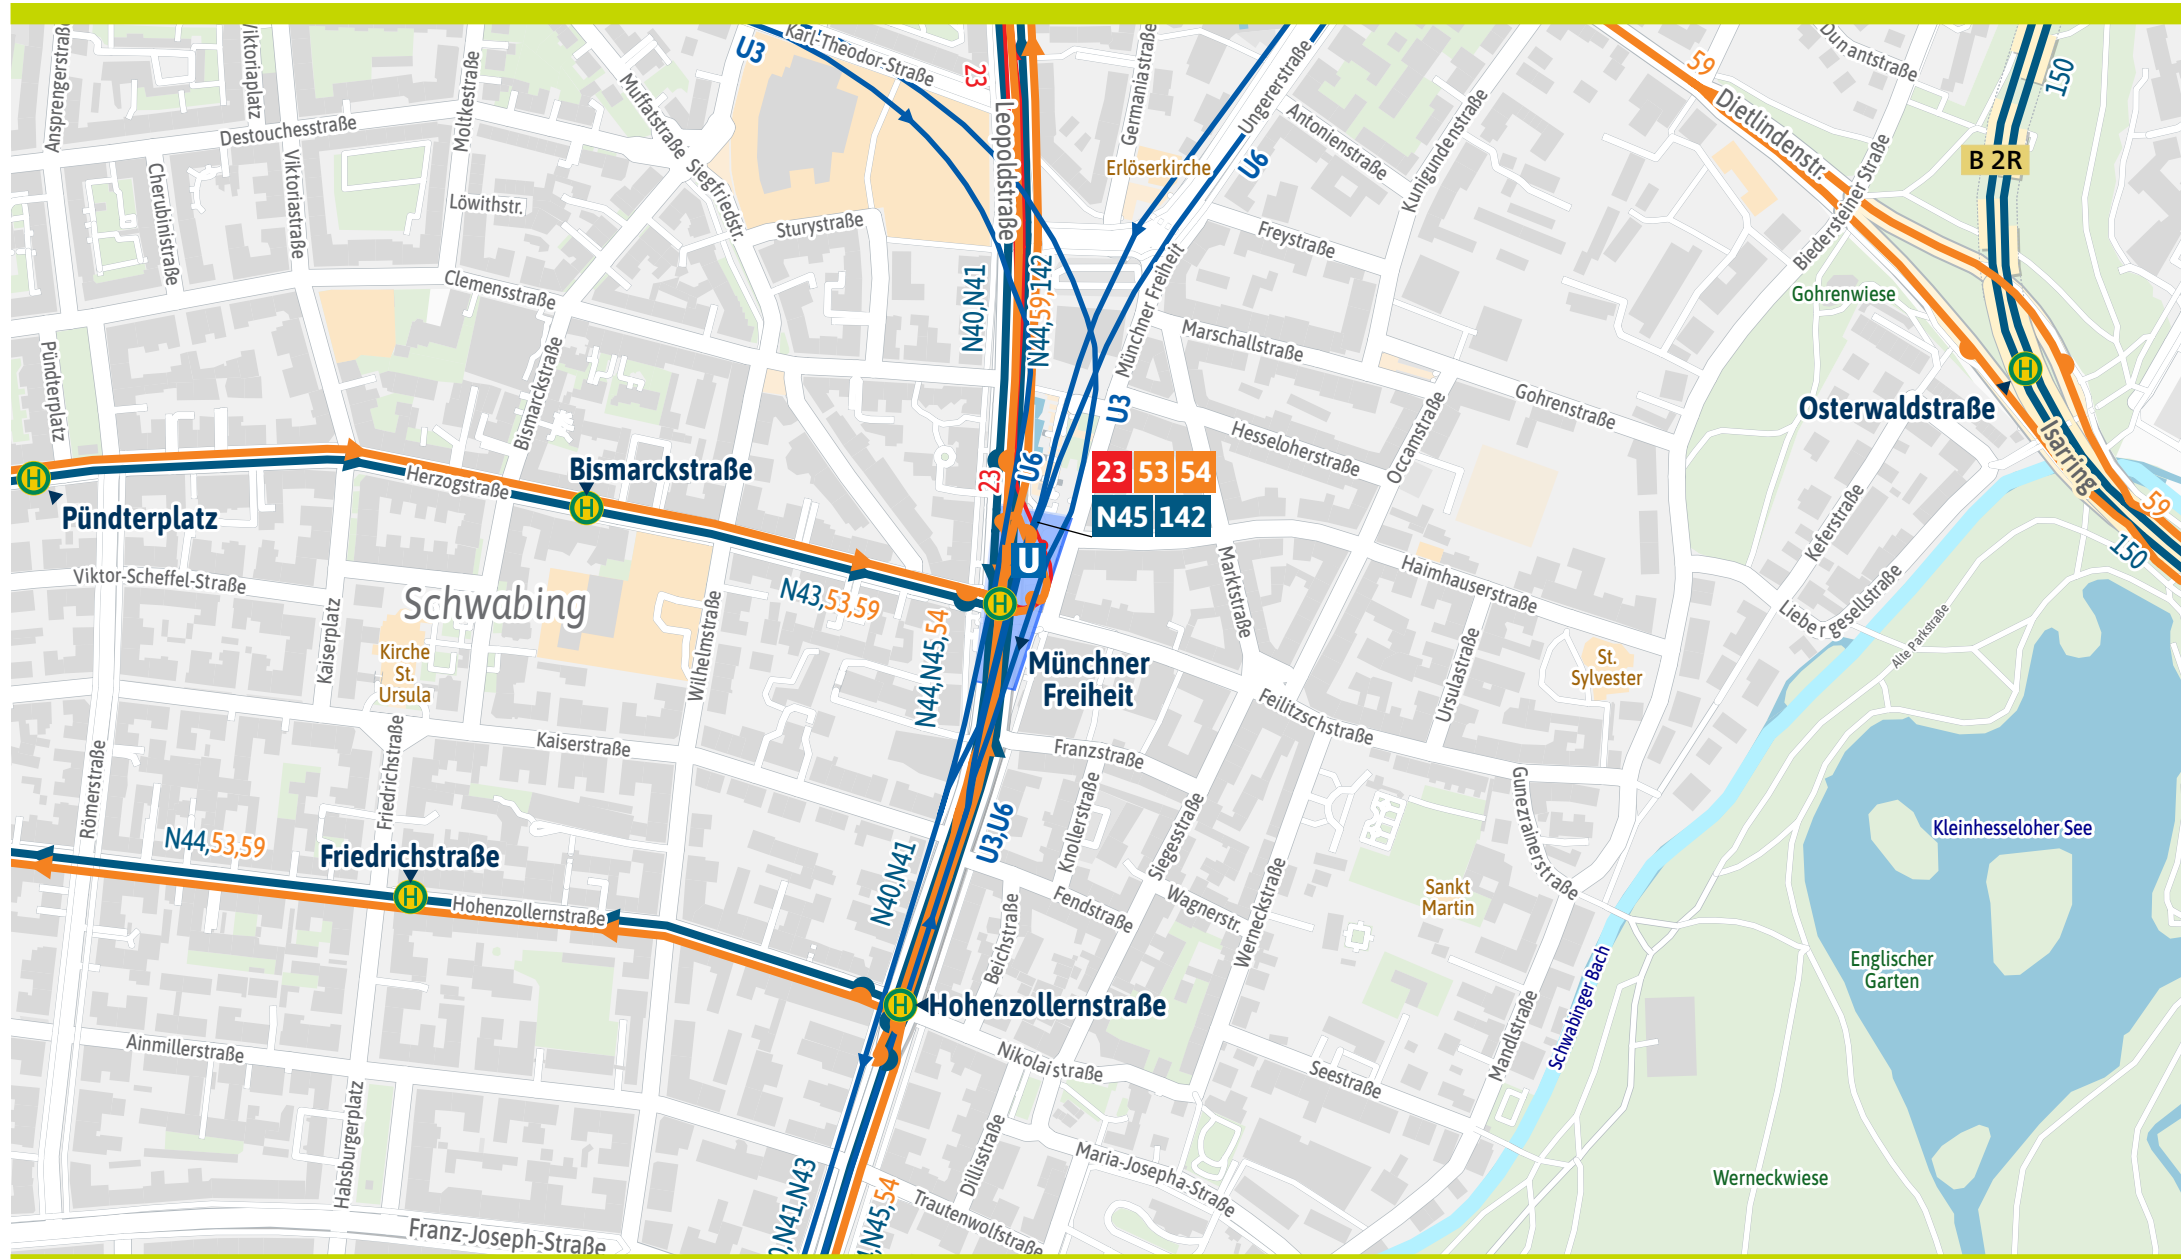 Ansprengerstraß
Viktoriaplatz
Destouchesstraße
Moltkestraße
Muffatstraße
U3
Karl-Theodor-Straße
23
Leopoldstraße
Germaniastraße
Ungererstraße
U6
Erlöserkirche
Antonienstraße
Kunigundenstraße
59
Dietlindenstr.
Dunantstraße
150
B 2R
Biedersteiner Straße
Cherubinistraße
Viktoriastraße
Löwithstr.
Siegfriedstr.
Sturystraße
Freystraße
Gohrenwiese
Clemensstraße
N40,N41
N44,59,142
Münchner Freiheit
Marschallstraße
Pündterplatz
Bismarckstraße
U3
Hesseloherstraße
Occamstraße
Gohrenstraße
H
Osterwaldstraße
Isarring
59
150
H
Pündterplatz
Herzogstraße
Bismarckstraße
H
23
U6
23 53 54
N45 142
U
H
Münchner
Freiheit
Marktstraße
Haimhauserstraße
Keferstraße
Liebergesellstraße
Alte Parkstraße
Viktor-Scheffel-Straße
Schwabing
N43,53,59
N44,N45,54
Kaiserplatz
Kirche
St.
Ursula
Wilhelmstraße
Ursulastraße
St.
Sylvester
Feilitzschstraße
Römerstraße
Friedrichstraße
Kaiserstraße
Franzstraße
Knollerstraße
Siegesstraße
Gunezrainerstraße
Kleinhesseloher See
N44,53,59
Friedrichstraße
H
Hohenzollernstraße
N40,N41
U3,U6
Fendstraße
Wagnerstr.
Werneckstraße
Sankt
Martin
Beichstraße
Englischer
Garten
H
Hohenzollernstraße
Schwabinger Bach
Mandlstraße
Ainmillerstraße
Nikolaistraße
Seestraße
Habsburgerplatz
Dillisstraße
Maria-Josepha-Straße
Werneckwiese
Franz-Joseph-Straße
0,N41,N43
,N45,54
Trautenwolfstraße